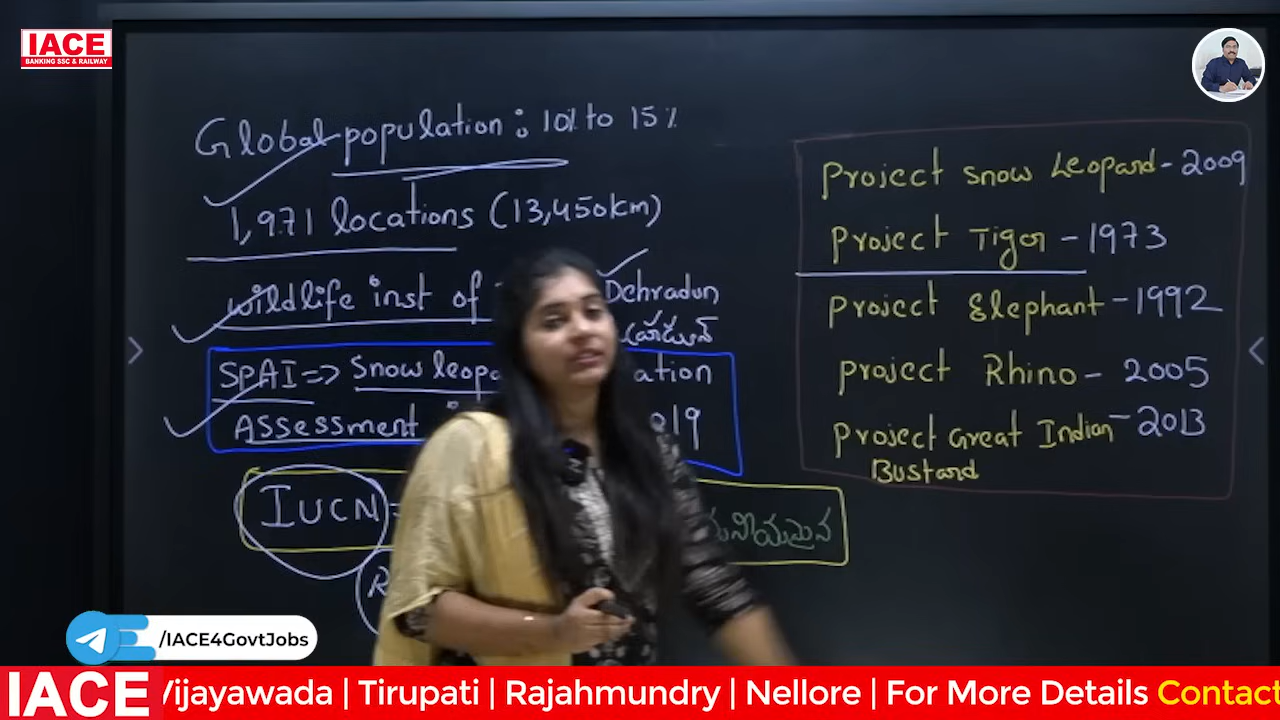 IACE
BANKING SSC & RAILWAY
Global population : 10% to 15%
1,971 locations (13,450km)
wildlife inst of Dehradun
SPAI => Snow leopa ation
Assessment 019
IUCN =
R
Project Snow Leopard - 2009
Project Tiger - 1973
Project Elephant - 1992
Project Rhino - 2005
Project Great Indian - 2013
Bustard
/IACE4GovtJobs
IACE Vijayawada | Tirupati | Rajahmundry | Nellore | For More Details Contact